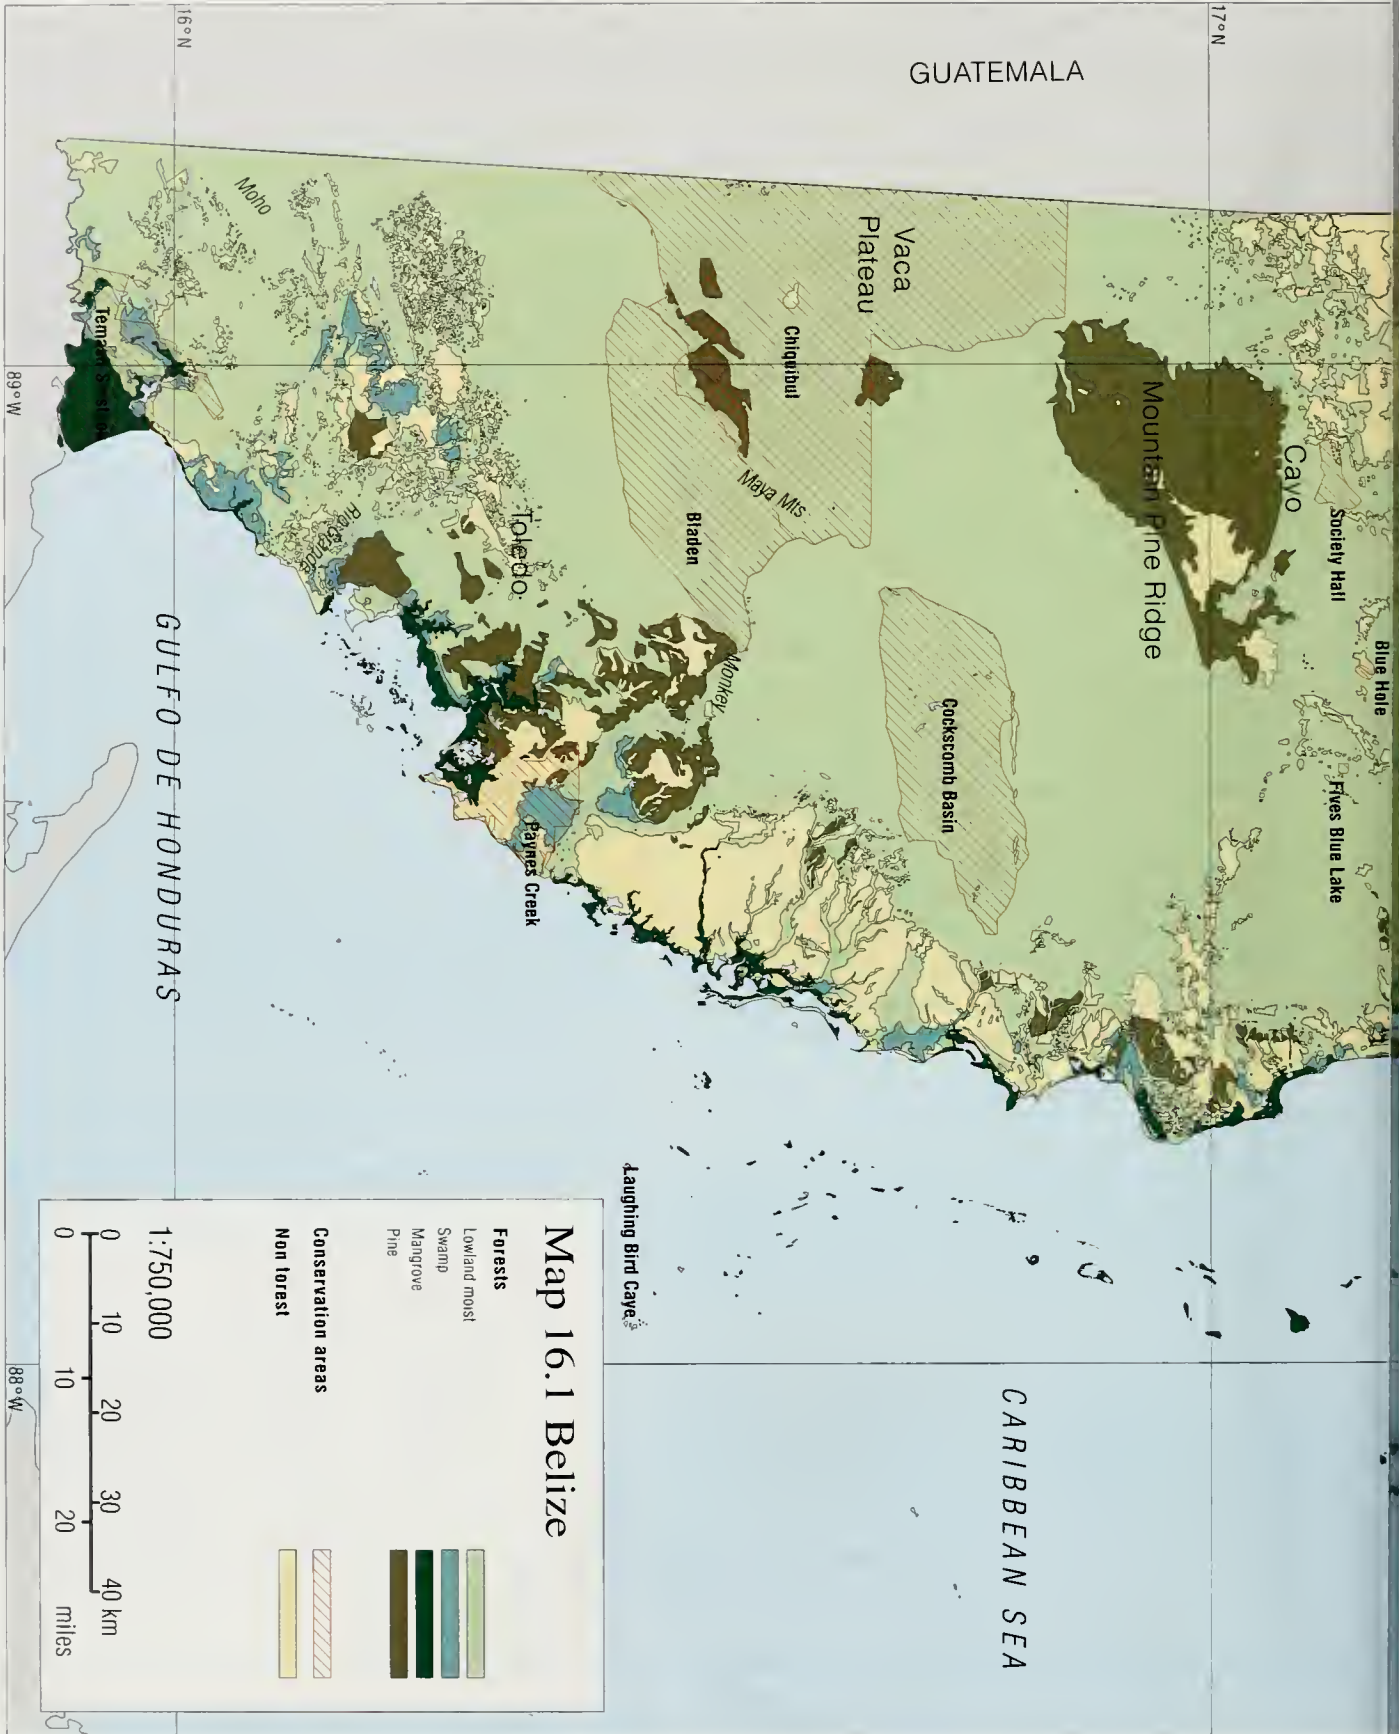 GUATEMALA
17°N
16°N
Cayo
Society Hall
Blue Hole
Mountain Pine Ridge
Fives Blue Lake
Vaca
Plateau
Chiquibul
Maya Mts
Cockscomb Basin
Bladen
Monkey
Toledo
Moho
Rio Grande
Paynes Creek
GULFO DE HONDURAS
Laughing Bird Caye
CARIBBEAN SEA
89°W
88°W
Map 16.1 Belize
Forests
Lowland moist
Swamp
Mangrove
Pine
Conservation areas
Non forest
1:750,000
0 10 20 30 40 km
0 10 20 miles